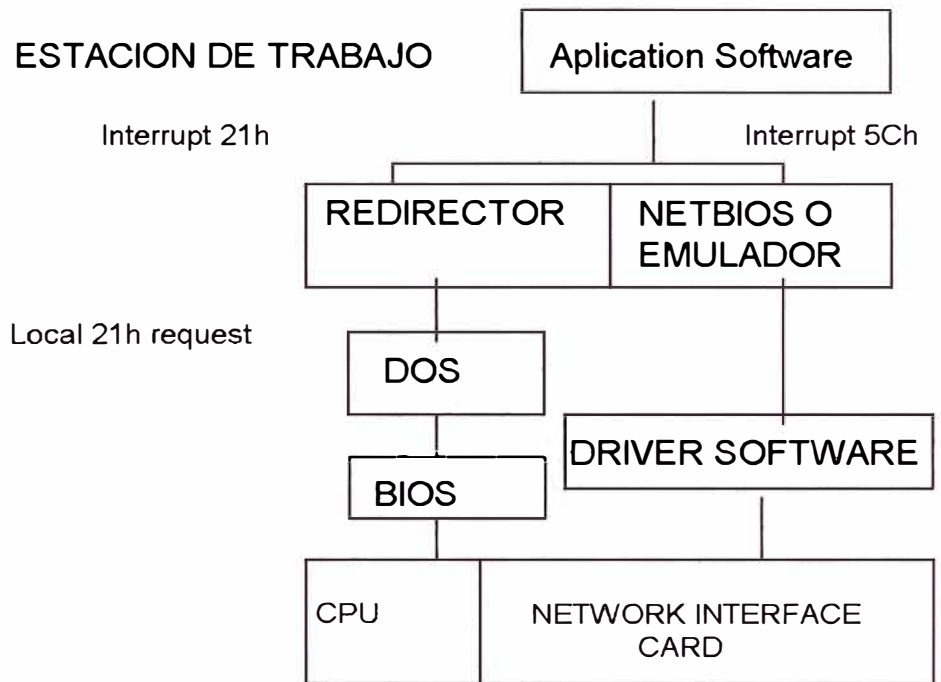 ESTACION DE TRABAJO
Aplication Software
Interrupt 21h
Interrupt 5Ch
REDIRECTOR
NETBIOS O
EMULADOR
Local 21h request
DOS
DRIVER SOFTWARE
BIOS
CPU
NETWORK INTERFACE
CARD